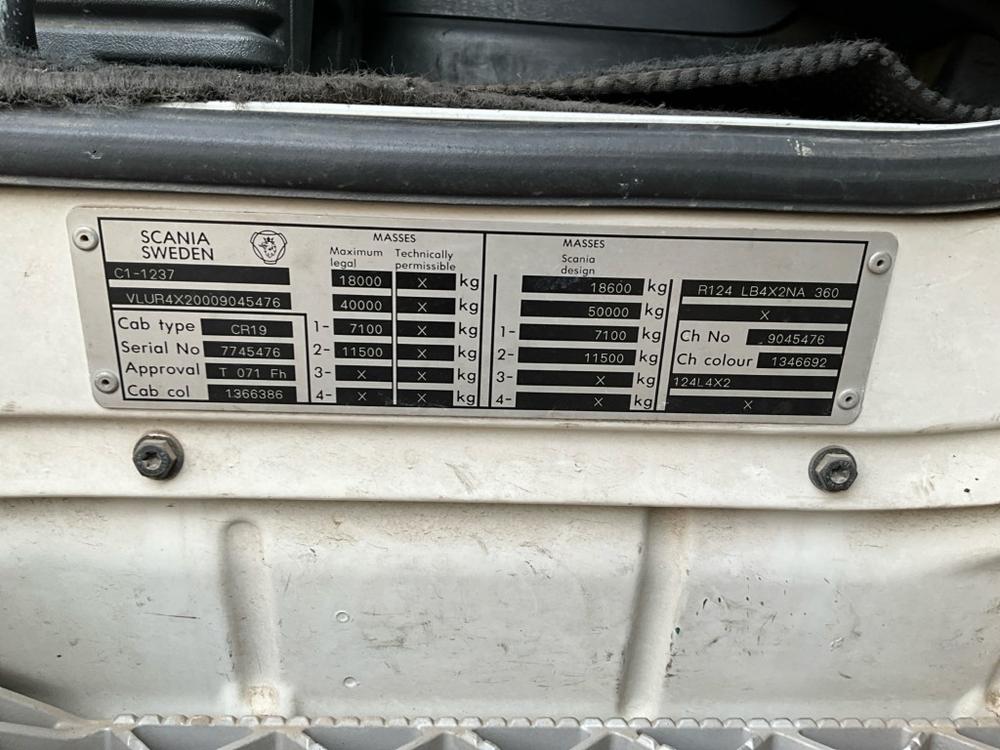 SCANIA
SWEDEN
C1-1237
VLUR4X20009045476
Cab type CR19
Serial No 7745476
Approval T 071 Fh
Cab col 1366386
MASSES
Maximum legal Technically permissible
18000 X kg
40000 X kg
1- 7100 X kg
2- 11500 X kg
3- X X kg
4- X X kg
MASSES
Scania design
18600 kg
50000 kg
1- 7100 kg
2- 11500 kg
3- X kg
4- X kg
R124 LB4X2NA 360
X
Ch No 9045476
Ch colour 1346692
124L4X2
X